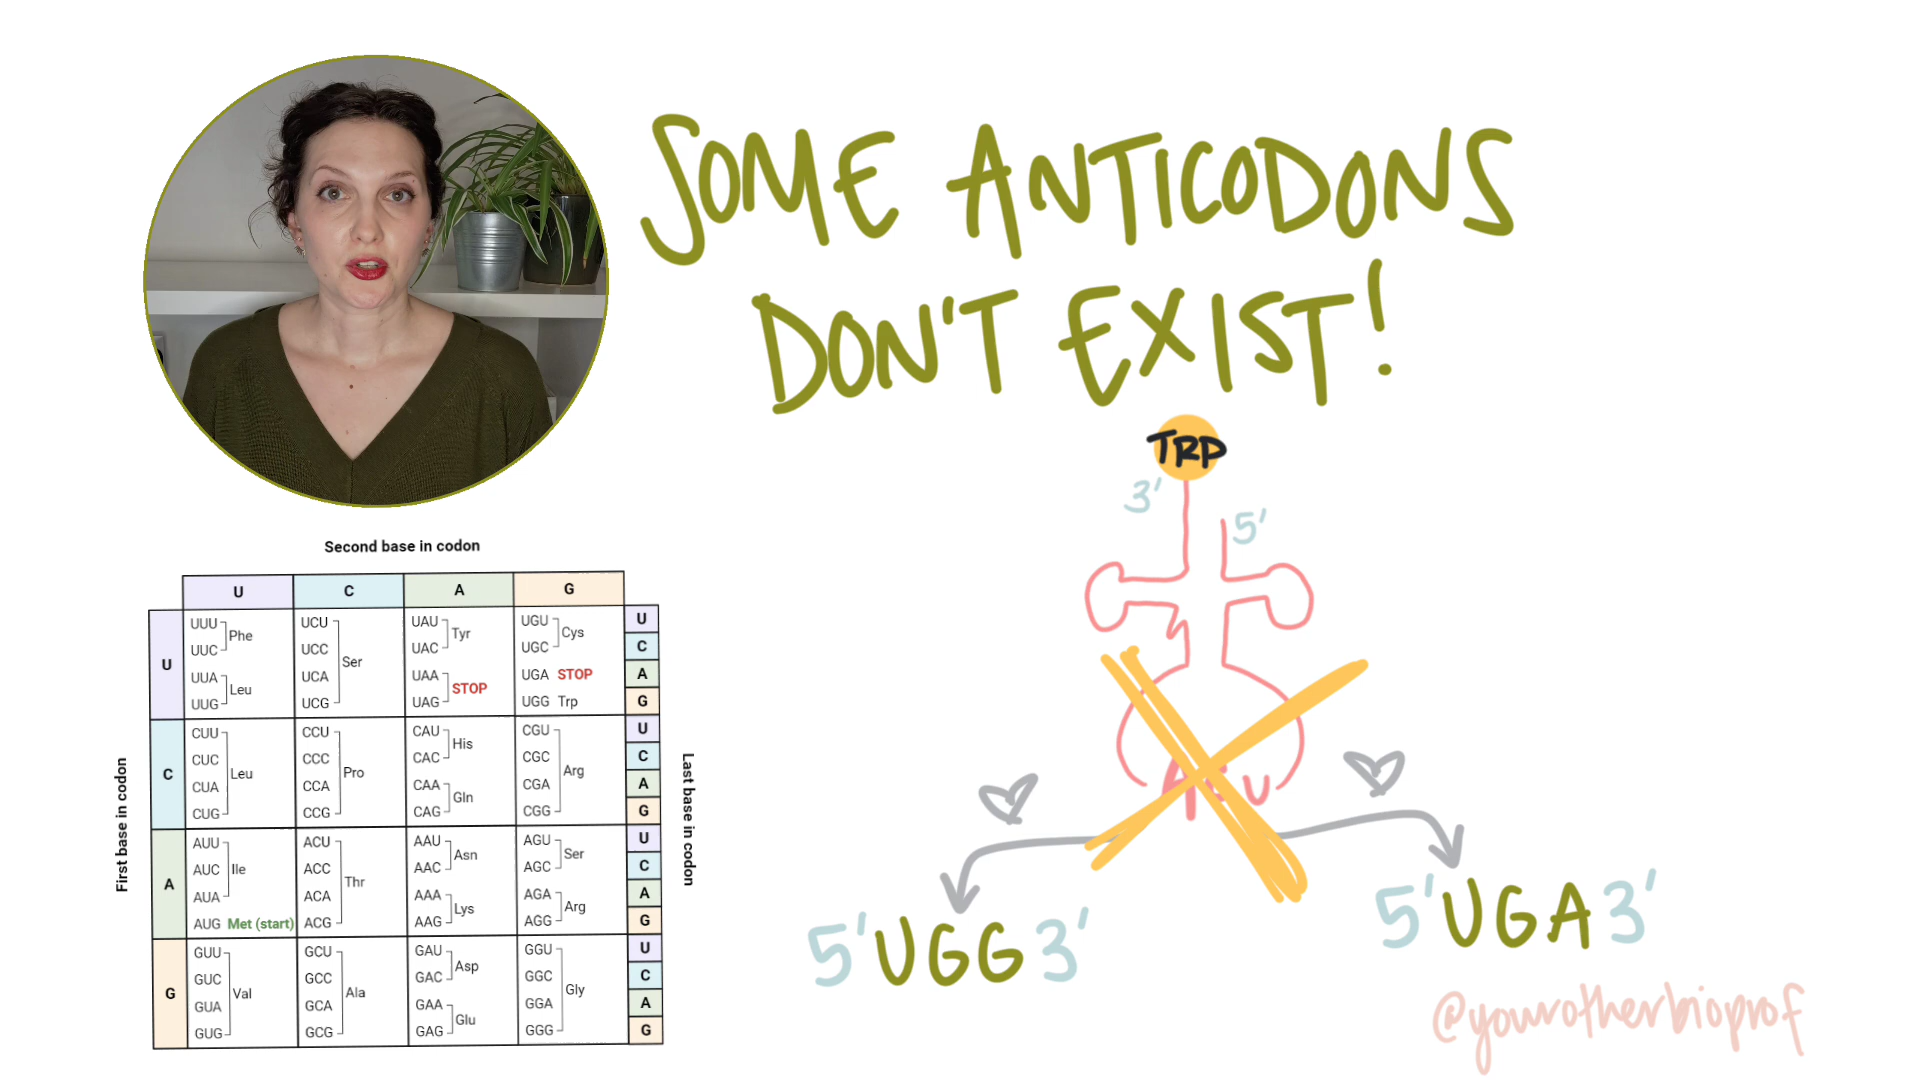 SOME ANTICODONS
DON'T EXIST!
TRP
3' 5'
5'UGG3'
5'UGA3'
@yourotherbioprof
Second base in codon
U C A G
First base in codon
Last base in codon
U
UUU UCU UAU UGU U
Phe Tyr Cys
UUC UCC UAC UGC C
Ser
UUA UCA UAA UGA STOP A
Leu STOP
UUG UCG UAG UGG Trp G
C
CUU CCU CAU CGU U
His
CUC CCC CAC CGC C
Leu Pro Arg
CUA CCA CAA CGA A
Gln
CUG CCG CAG CGG G
A
AUU ACU AAU AGU U
Asn Ser
AUC Ile ACC AAC AGC C
Thr
AUA ACA AAA AGA A
Lys Arg
AUG Met (start) ACG AAG AGG G
G
GUU GCU GAU GGU U
Asp
GUC GCC GAC GGC C
Val Ala Gly
GUA GCA GAA GGA A
Glu
GUG GCG GAG GGG G